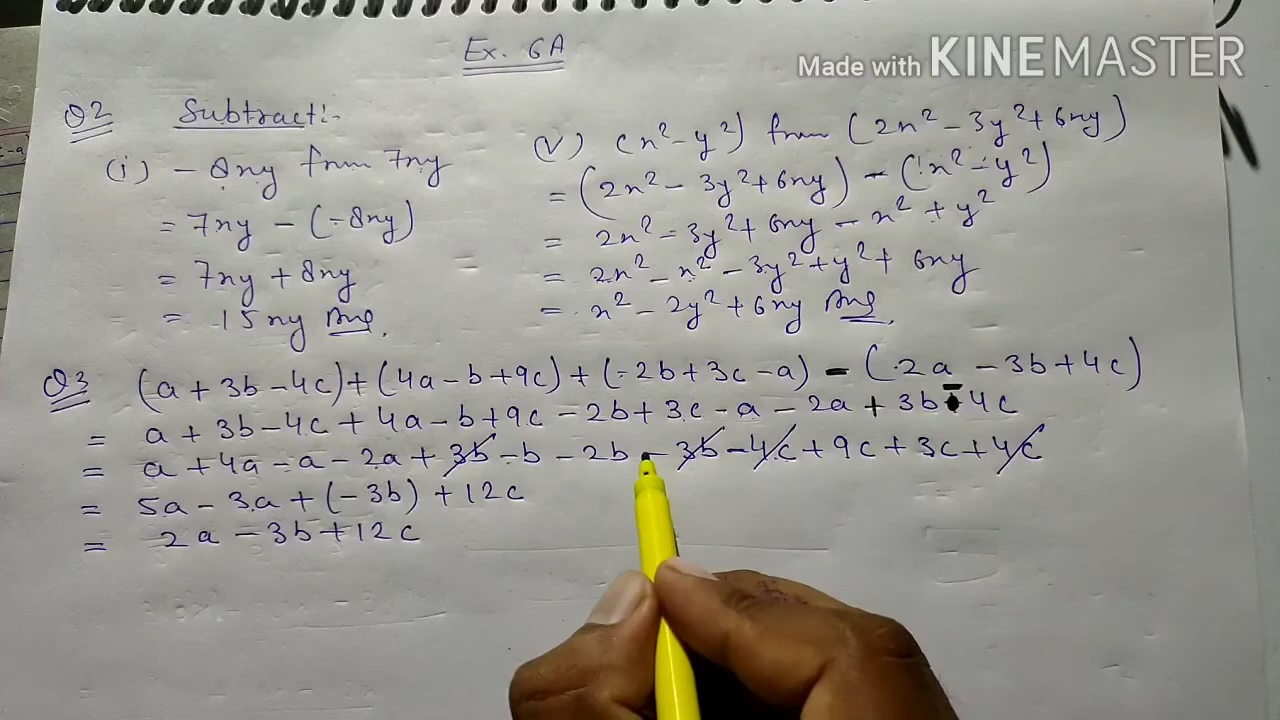 Ex. 6A
Made with KINEMASTER
Q2 Subtract:-
(i) - 8xy from 7xy
= 7xy - (-8xy)
= 7xy + 8xy
= 15xy Ans.
(V) (x² - y²) from (2x² - 3y² + 6xy)
= (2x² - 3y² + 6xy) - (x² - y²)
= 2x² - 3y² + 6xy - x² + y²
= 2x² - x² - 3y² + y² + 6xy
= x² - 2y² + 6xy Ans.
Q3 (a + 3b - 4c) + (4a - b + 9c) + (-2b + 3c - a) - (2a - 3b + 4c)
= a + 3b - 4c + 4a - b + 9c - 2b + 3c - a - 2a + 3b - 4c
= a + 4a - a - 2a + 3b - b - 2b - 3b - 4c + 9c + 3c + 4c
= 5a - 3a + (-3b) + 12c
= 2a - 3b + 12c